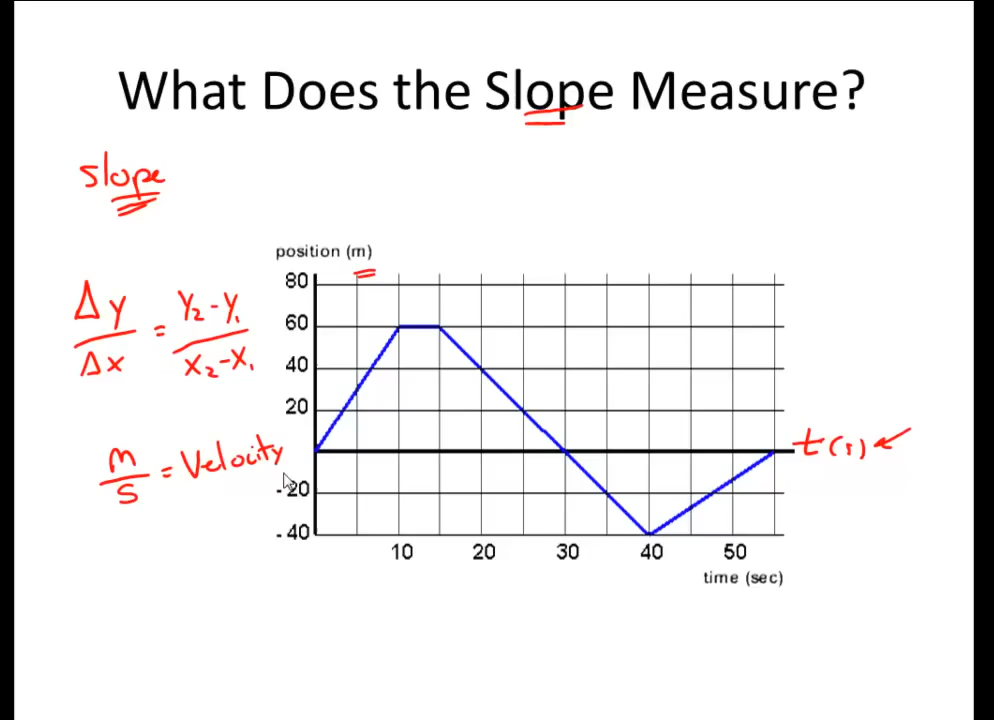 What Does the Slope Measure?
slope
position (m)
80
60
40
20
-20
-40
Δy/Δx = Y₂-Y₁/X₂-X₁
m/s = Velocity
t(s)
10 20 30 40 50
time (sec)